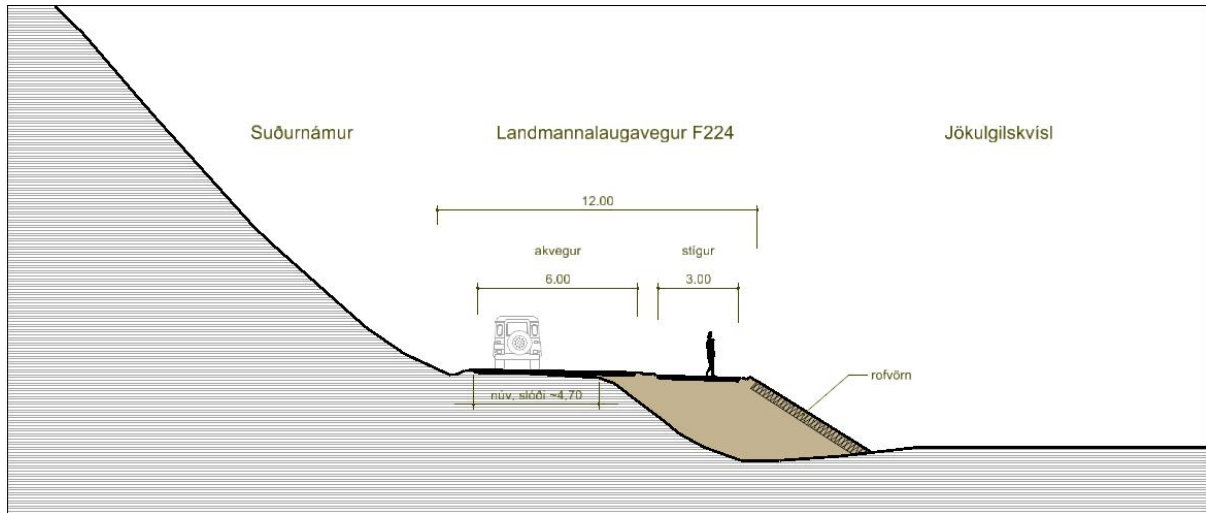 Suðurnámur
Landmannalaugavegur F224
Jökulgilskvísl
12.00
akvegur
stígur
6.00
3.00
rofvörn
núv. slóði ~4,70